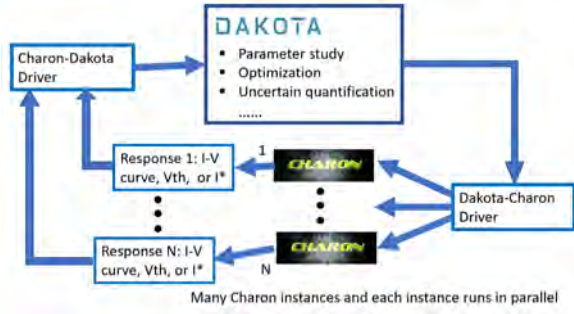 DAKOTA
Charon-Dakota
Driver
• Parameter study
• Optimization
• Uncertain quantification
......
Response 1: I-V
curve, Vth, or I*
1
CHARON
Dakota-Charon
Driver
Response N: I-V
curve, Vth, or I*
N
CHARON
Many Charon instances and each instance runs in parallel